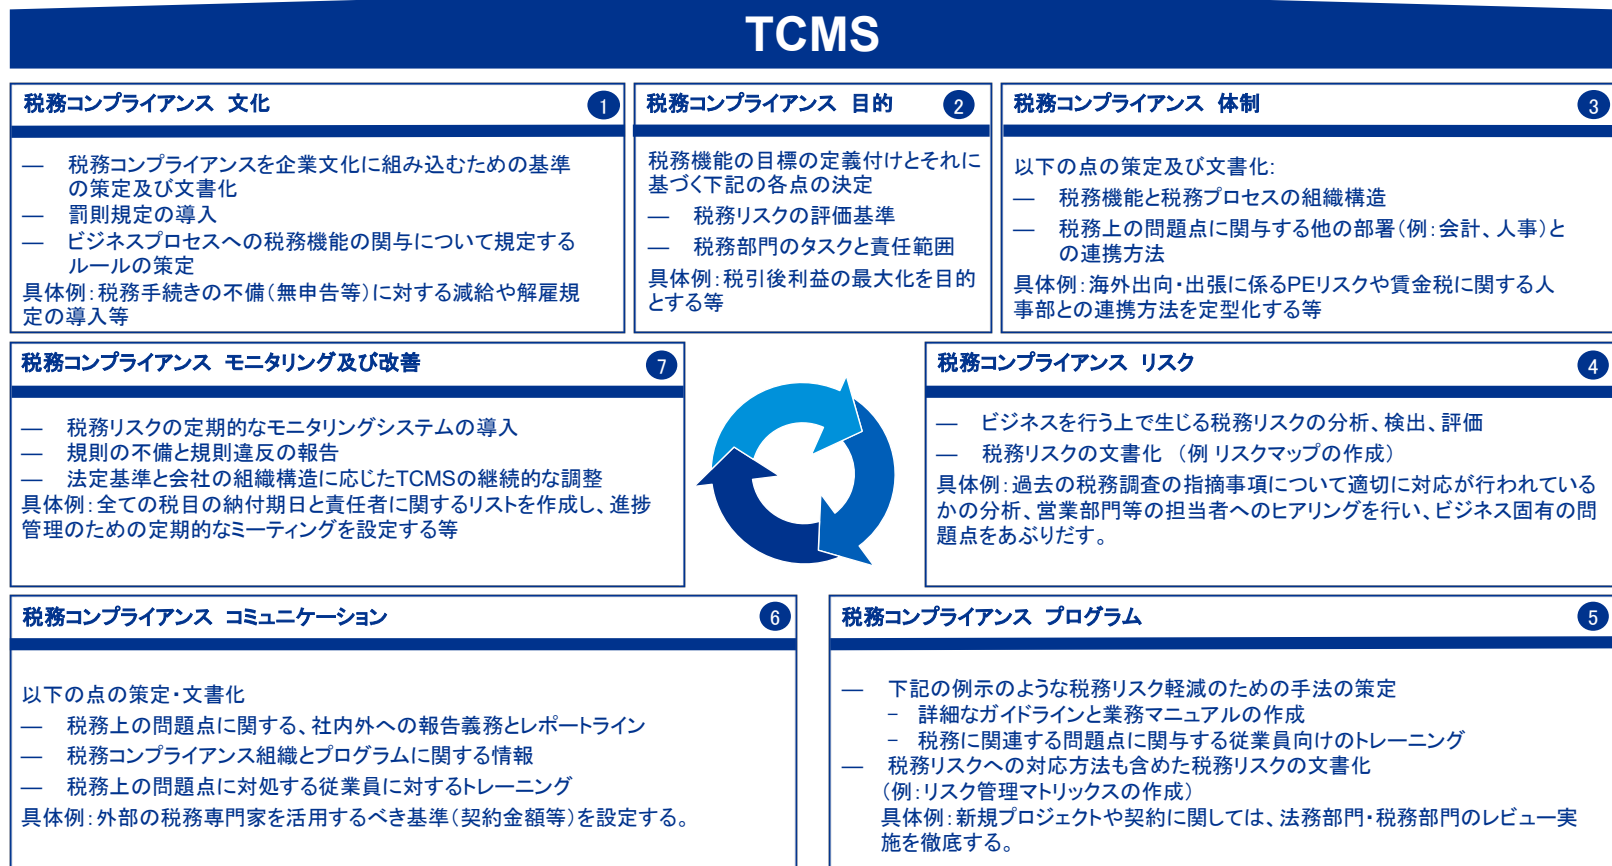 TCMS
税務コンプライアンス 文化 1
― 税務コンプライアンスを企業文化に組み込むための基準
の策定及び文書化
― 罰則規定の導入
― ビジネスプロセスへの税務機能の関与について規定する
ルールの策定
具体例：税務手続きの不備（無申告等）に対する減給や解雇規
定の導入等
税務コンプライアンス 目的 2
税務機能の目標の定義付けとそれに
基づく下記の各点の決定
― 税務リスクの評価基準
― 税務部門のタスクと責任範囲
具体例：税引後利益の最大化を目的
とする等
税務コンプライアンス 体制 3
以下の点の策定及び文書化:
― 税務機能と税務プロセスの組織構造
― 税務上の問題点に関与する他の部署（例：会計、人事）と
の連携方法
具体例：海外出向・出張に係るPEリスクや賃金税に関する人
事部との連携方法を定型化する等
税務コンプライアンス モニタリング及び改善 7
― 税務リスクの定期的なモニタリングシステムの導入
― 規則の不備と規則違反の報告
― 法定基準と会社の組織構造に応じたTCMSの継続的な調整
具体例：全ての税目の納付期日と責任者に関するリストを作成し、進捗
管理のための定期的なミーティングを設定する等
税務コンプライアンス リスク 4
― ビジネスを行う上で生じる税務リスクの分析、検出、評価
― 税務リスクの文書化 （例 リスクマップの作成）
具体例：過去の税務調査の指摘事項について適切に対応が行われている
かの分析、営業部門等の担当者へのヒアリングを行い、ビジネス固有の問
題点をあぶりだす。
税務コンプライアンス コミュニケーション 6
以下の点の策定・文書化
― 税務上の問題点に関する、社内外への報告義務とレポートライン
― 税務コンプライアンス組織とプログラムに関する情報
― 税務上の問題点に対処する従業員に対するトレーニング
具体例：外部の税務専門家を活用するべき基準（契約金額等）を設定する。
税務コンプライアンス プログラム 5
― 下記の例示のような税務リスク軽減のための手法の策定
− 詳細なガイドラインと業務マニュアルの作成
− 税務に関連する問題点に関与する従業員向けのトレーニング
― 税務リスクへの対応方法も含めた税務リスクの文書化
（例：リスク管理マトリックスの作成）
具体例：新規プロジェクトや契約に関しては、法務部門・税務部門のレビュー実
施を徹底する。